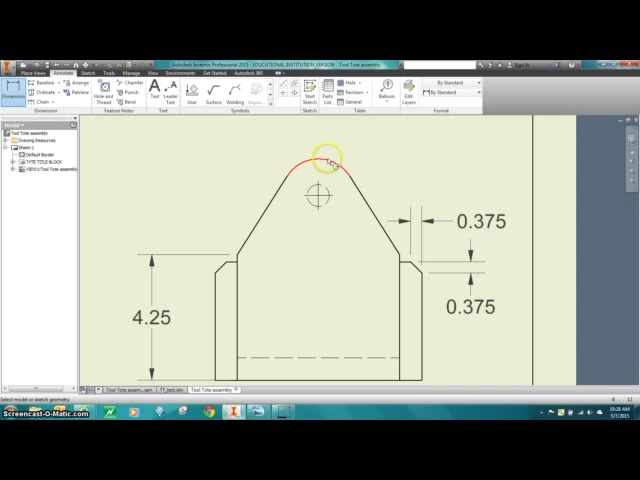 Autodesk Inventor Professional 2015 - EDUCATIONAL INSTITUTION VERSION Tool Tote assembly
Sign In
Place Views Annotate Sketch Tools Manage View Environments Get Started Autodesk 360
Dimension
Baseline Arrange
Ordinate Retrieve
Chain
Dimension
Hole and Thread
Chamfer
Punch
Bend
Feature Notes
Text Leader Text
Text
User Surface Welding
Symbols
Start Sketch
Sketch
Parts List
Hole
Revision
General
Table
Balloon
Edit Layers
By Standard
By Standard
Format
Model
Tool Tote assembly
Drawing Resources
Sheet:1
Default Border
VIEW1:Tool Tote assembly
0.375
0.375
4.25
Tool Tote assem...iam TT_test.idw Tool Tote assembly
Select model or sketch geometry
6 12
Screencast-O-Matic.com
10:28 AM
5/7/2015